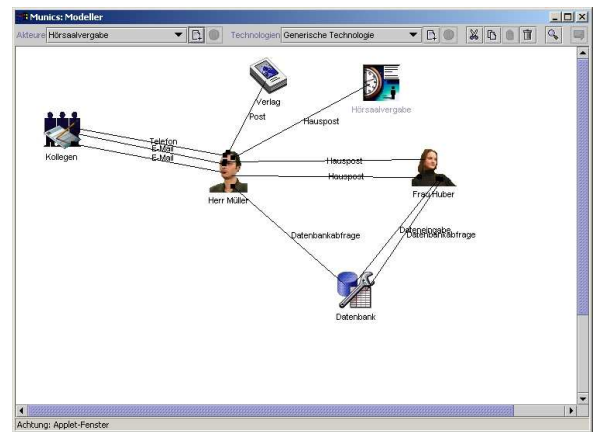 Munics: Modeller
Akteure Hörsaalvergabe Technologien Generische Technologie
Verlag
Hörsaalvergabe
Post
Hauspost
Telefon
E-Mail
E-Mail
Kollegen
Hauspost
Hauspost
Herr Müller
Frau Huber
Datenbankabfrage
Dateneingabe
Datenbankabfrage
Datenbank
Achtung: Applet-Fenster